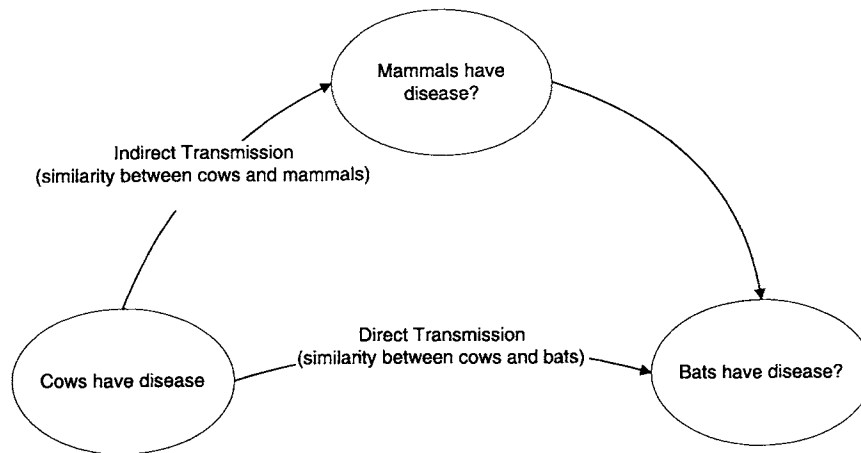 Mammals have
disease?
Indirect Transmission
(similarity between cows and mammals)
Direct Transmission
(similarity between cows and bats)
Cows have disease
Bats have disease?